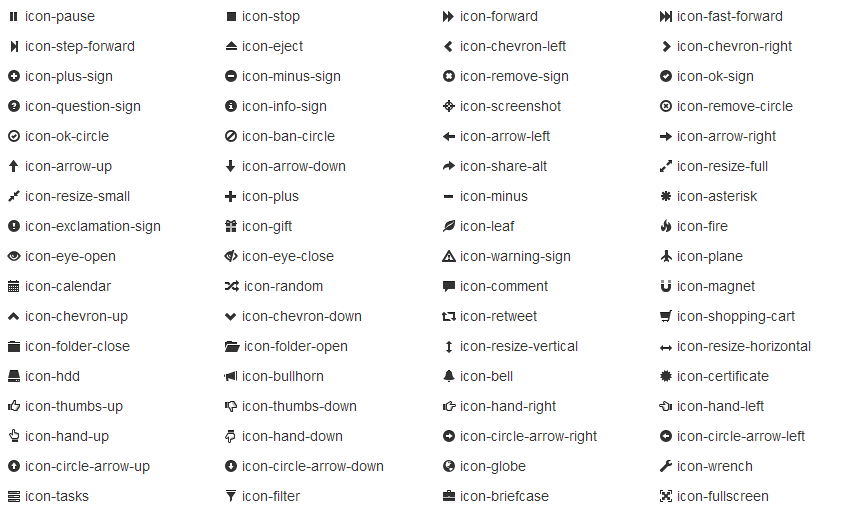 icon-pause icon-stop icon-forward icon-fast-forward
icon-step-forward icon-eject icon-chevron-left icon-chevron-right
icon-plus-sign icon-minus-sign icon-remove-sign icon-ok-sign
icon-question-sign icon-info-sign icon-screenshot icon-remove-circle
icon-ok-circle icon-ban-circle icon-arrow-left icon-arrow-right
icon-arrow-up icon-arrow-down icon-share-alt icon-resize-full
icon-resize-small icon-plus icon-minus icon-asterisk
icon-exclamation-sign icon-gift icon-leaf icon-fire
icon-eye-open icon-eye-close icon-warning-sign icon-plane
icon-calendar icon-random icon-comment icon-magnet
icon-chevron-up icon-chevron-down icon-retweet icon-shopping-cart
icon-folder-close icon-folder-open icon-resize-vertical icon-resize-horizontal
icon-hdd icon-bullhorn icon-bell icon-certificate
icon-thumbs-up icon-thumbs-down icon-hand-right icon-hand-left
icon-hand-up icon-hand-down icon-circle-arrow-right icon-circle-arrow-left
icon-circle-arrow-up icon-circle-arrow-down icon-globe icon-wrench
icon-tasks icon-filter icon-briefcase icon-fullscreen